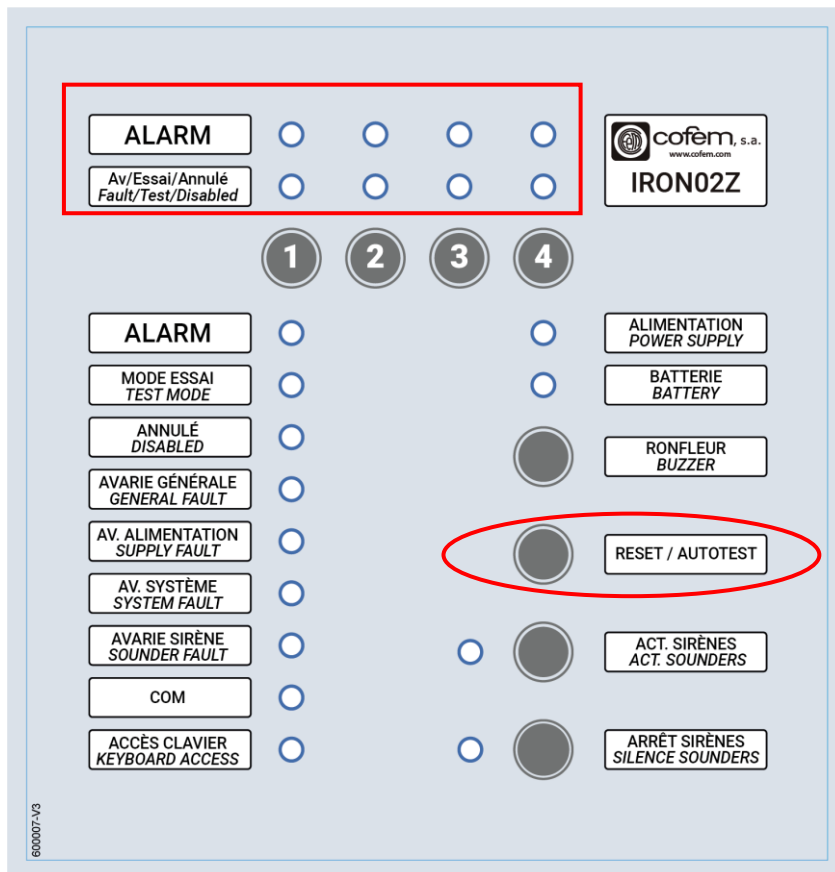 ALARM
Av/Essai/Annulé
Fault/Test/Disabled
cofem, s.a.
www.cofem.com
IRON02Z
1 2 3 4
ALARM
MODE ESSAI
TEST MODE
ANNULÉ
DISABLED
AVARIE GÉNÉRALE
GENERAL FAULT
AV. ALIMENTATION
SUPPLY FAULT
AV. SYSTÈME
SYSTEM FAULT
AVARIE SIRÈNE
SOUNDER FAULT
COM
ACCÈS CLAVIER
KEYBOARD ACCESS
ALIMENTATION
POWER SUPPLY
BATTERIE
BATTERY
RONFLEUR
BUZZER
RESET / AUTOTEST
ACT. SIRÈNES
ACT. SOUNDERS
ARRÊT SIRÈNES
SILENCE SOUNDERS
600007-V3